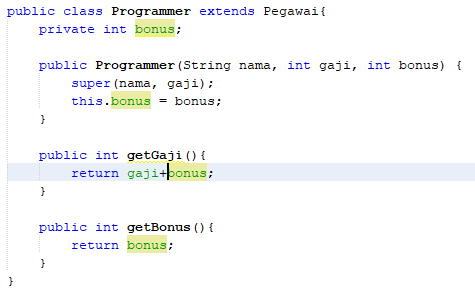 public class Programmer extends Pegawai{
    private int bonus;
    public Programmer(String nama, int gaji, int bonus) {
        super(nama, gaji);
        this.bonus = bonus;
    }
    public int getGaji(){
        return gaji+bonus;
    }
    public int getBonus(){
        return bonus;
    }
}